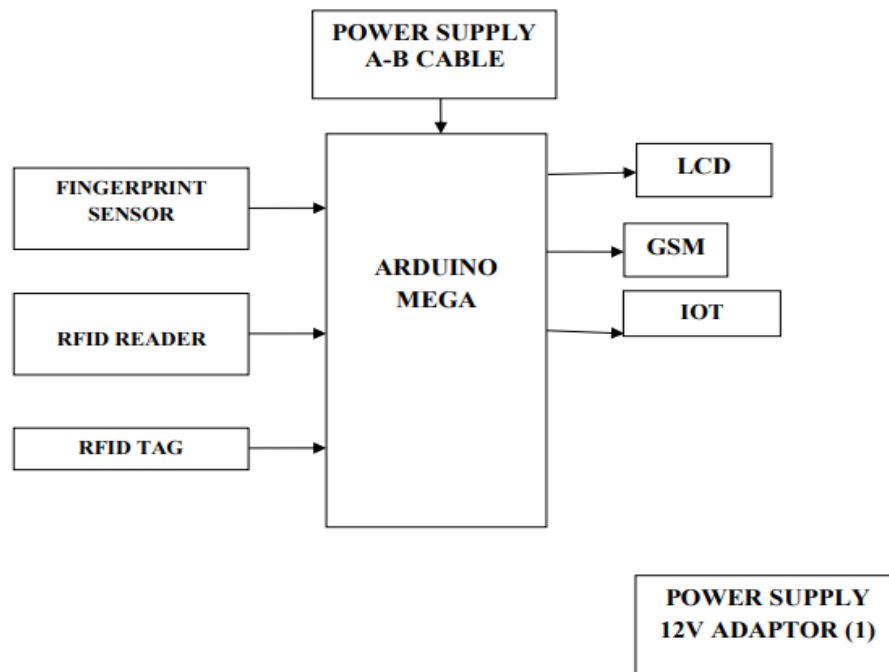 POWER SUPPLY
A-B CABLE
FINGERPRINT
SENSOR
RFID READER
RFID TAG
ARDUINO
MEGA
LCD
GSM
IOT
POWER SUPPLY
12V ADAPTOR (1)